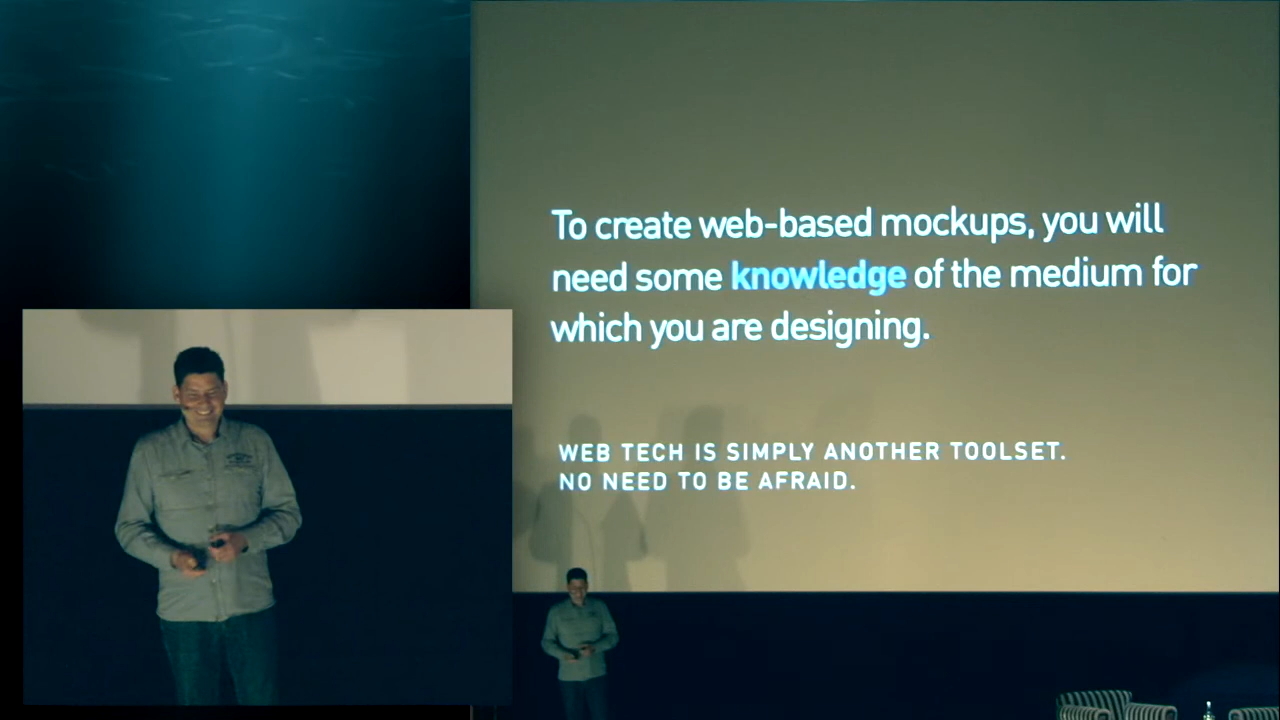 To create web-based mockups, you will
need some knowledge of the medium for
which you are designing.
WEB TECH IS SIMPLY ANOTHER TOOLSET.
NO NEED TO BE AFRAID.